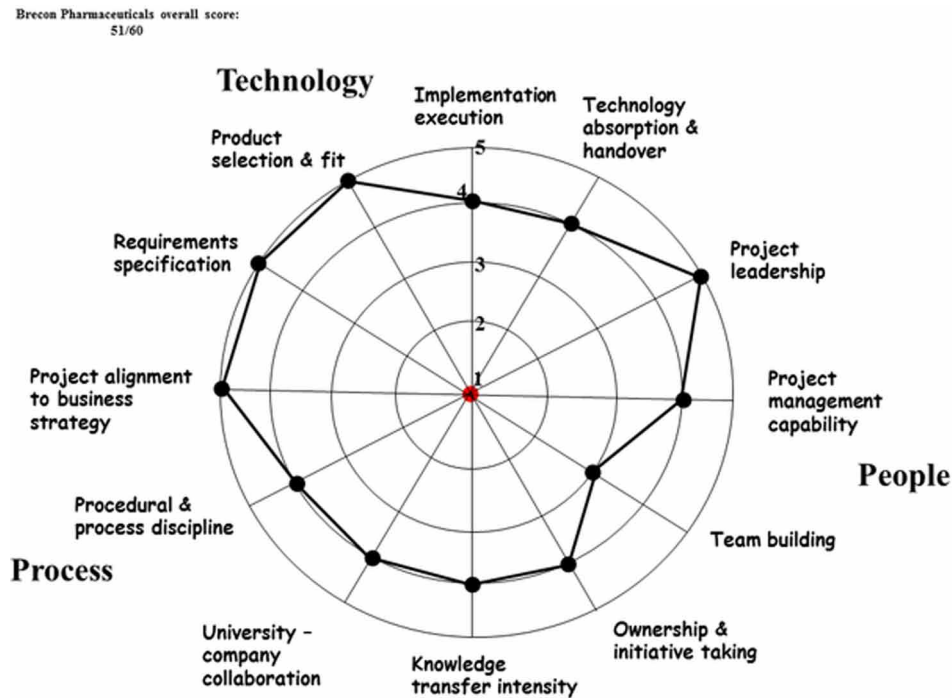 Brecon Pharmaceuticals overall score:
51/60
Technology
Implementation
execution
Technology
absorption &
handover
Product
selection & fit
5
4
Requirements
specification
3
Project
leadership
2
1
Project alignment
to business
strategy
Project
management
capability
People
Procedural &
process discipline
Team building
Process
University –
company
collaboration
Knowledge
transfer intensity
Ownership &
initiative taking